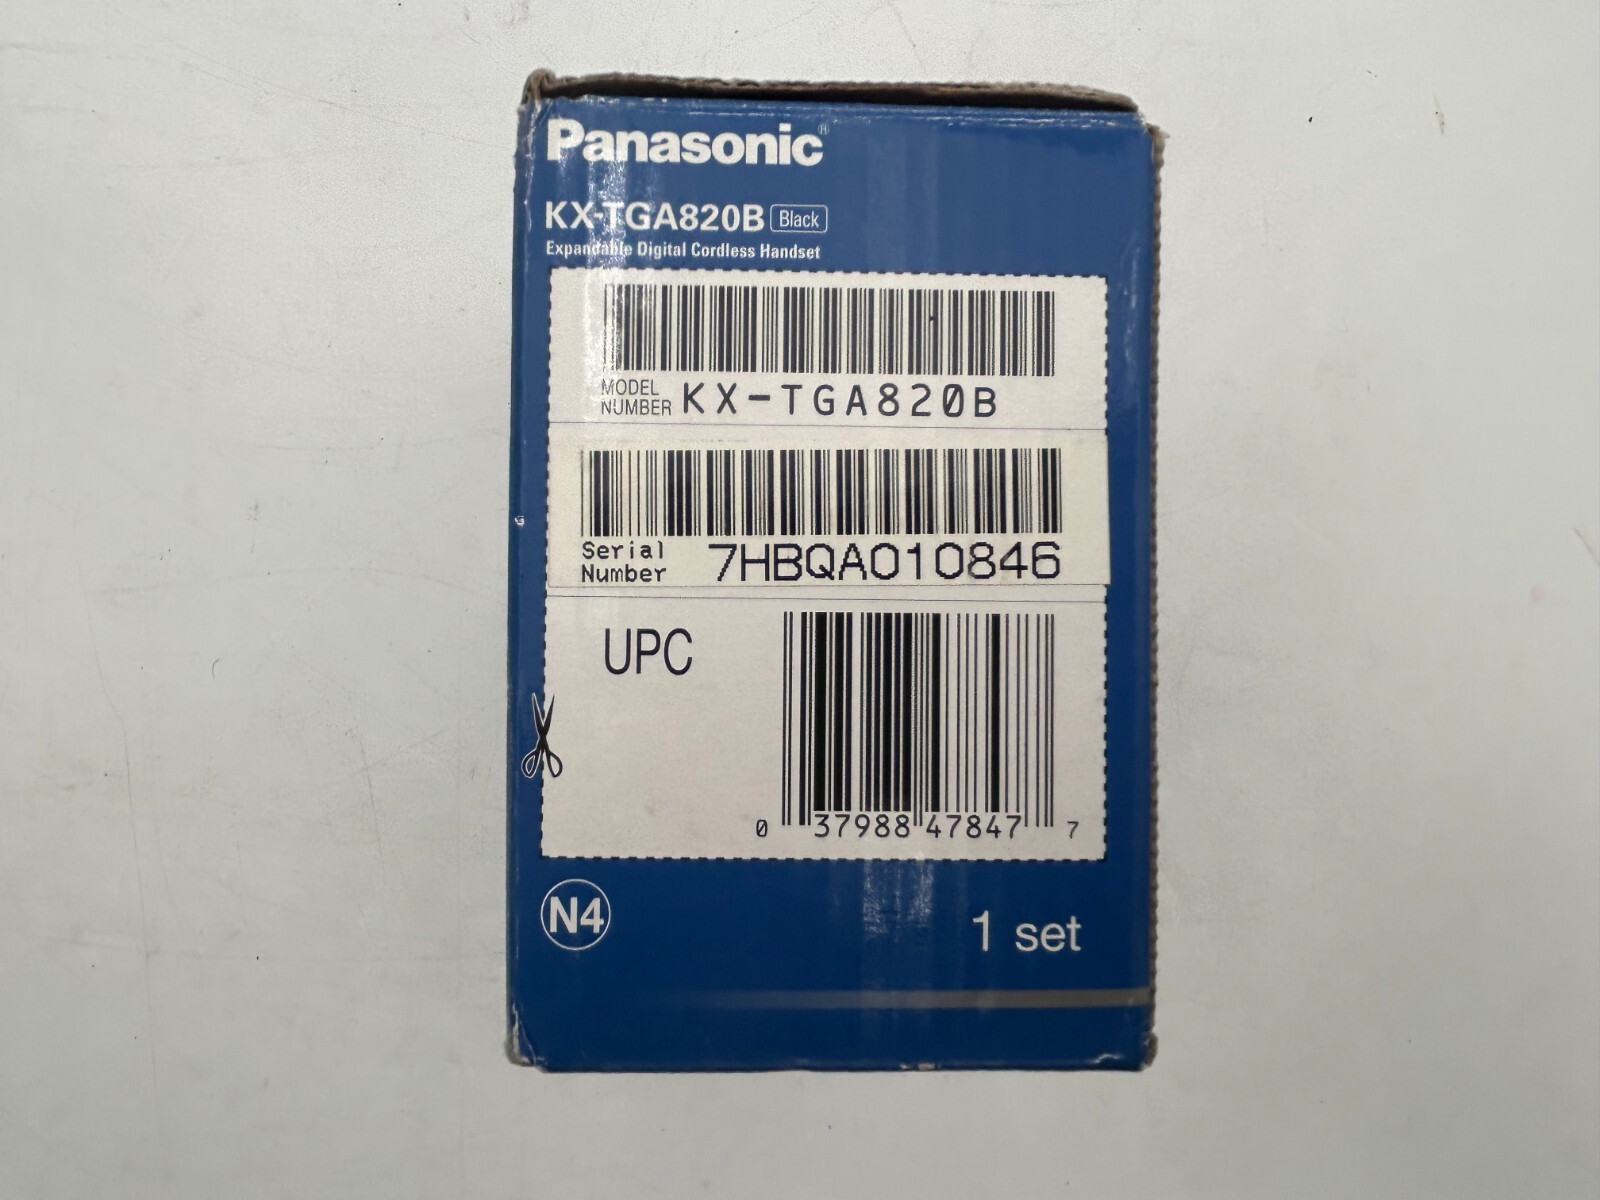 Panasonic®
KX-TGA820B Black
Expandable Digital Cordless Handset
MODEL NUMBER KX-TGA820B
Serial Number 7HBQA010846
UPC
0 37988 47847 7
N4
1 set